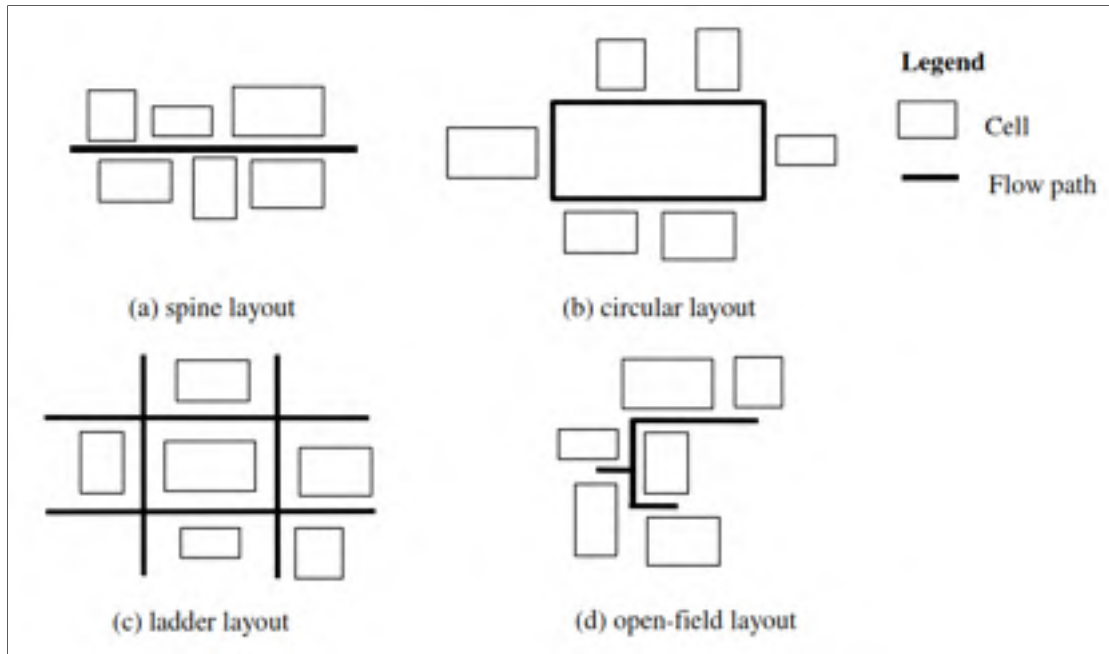 Legend
Cell
Flow path
(a) spine layout
(b) circular layout
(c) ladder layout
(d) open-field layout